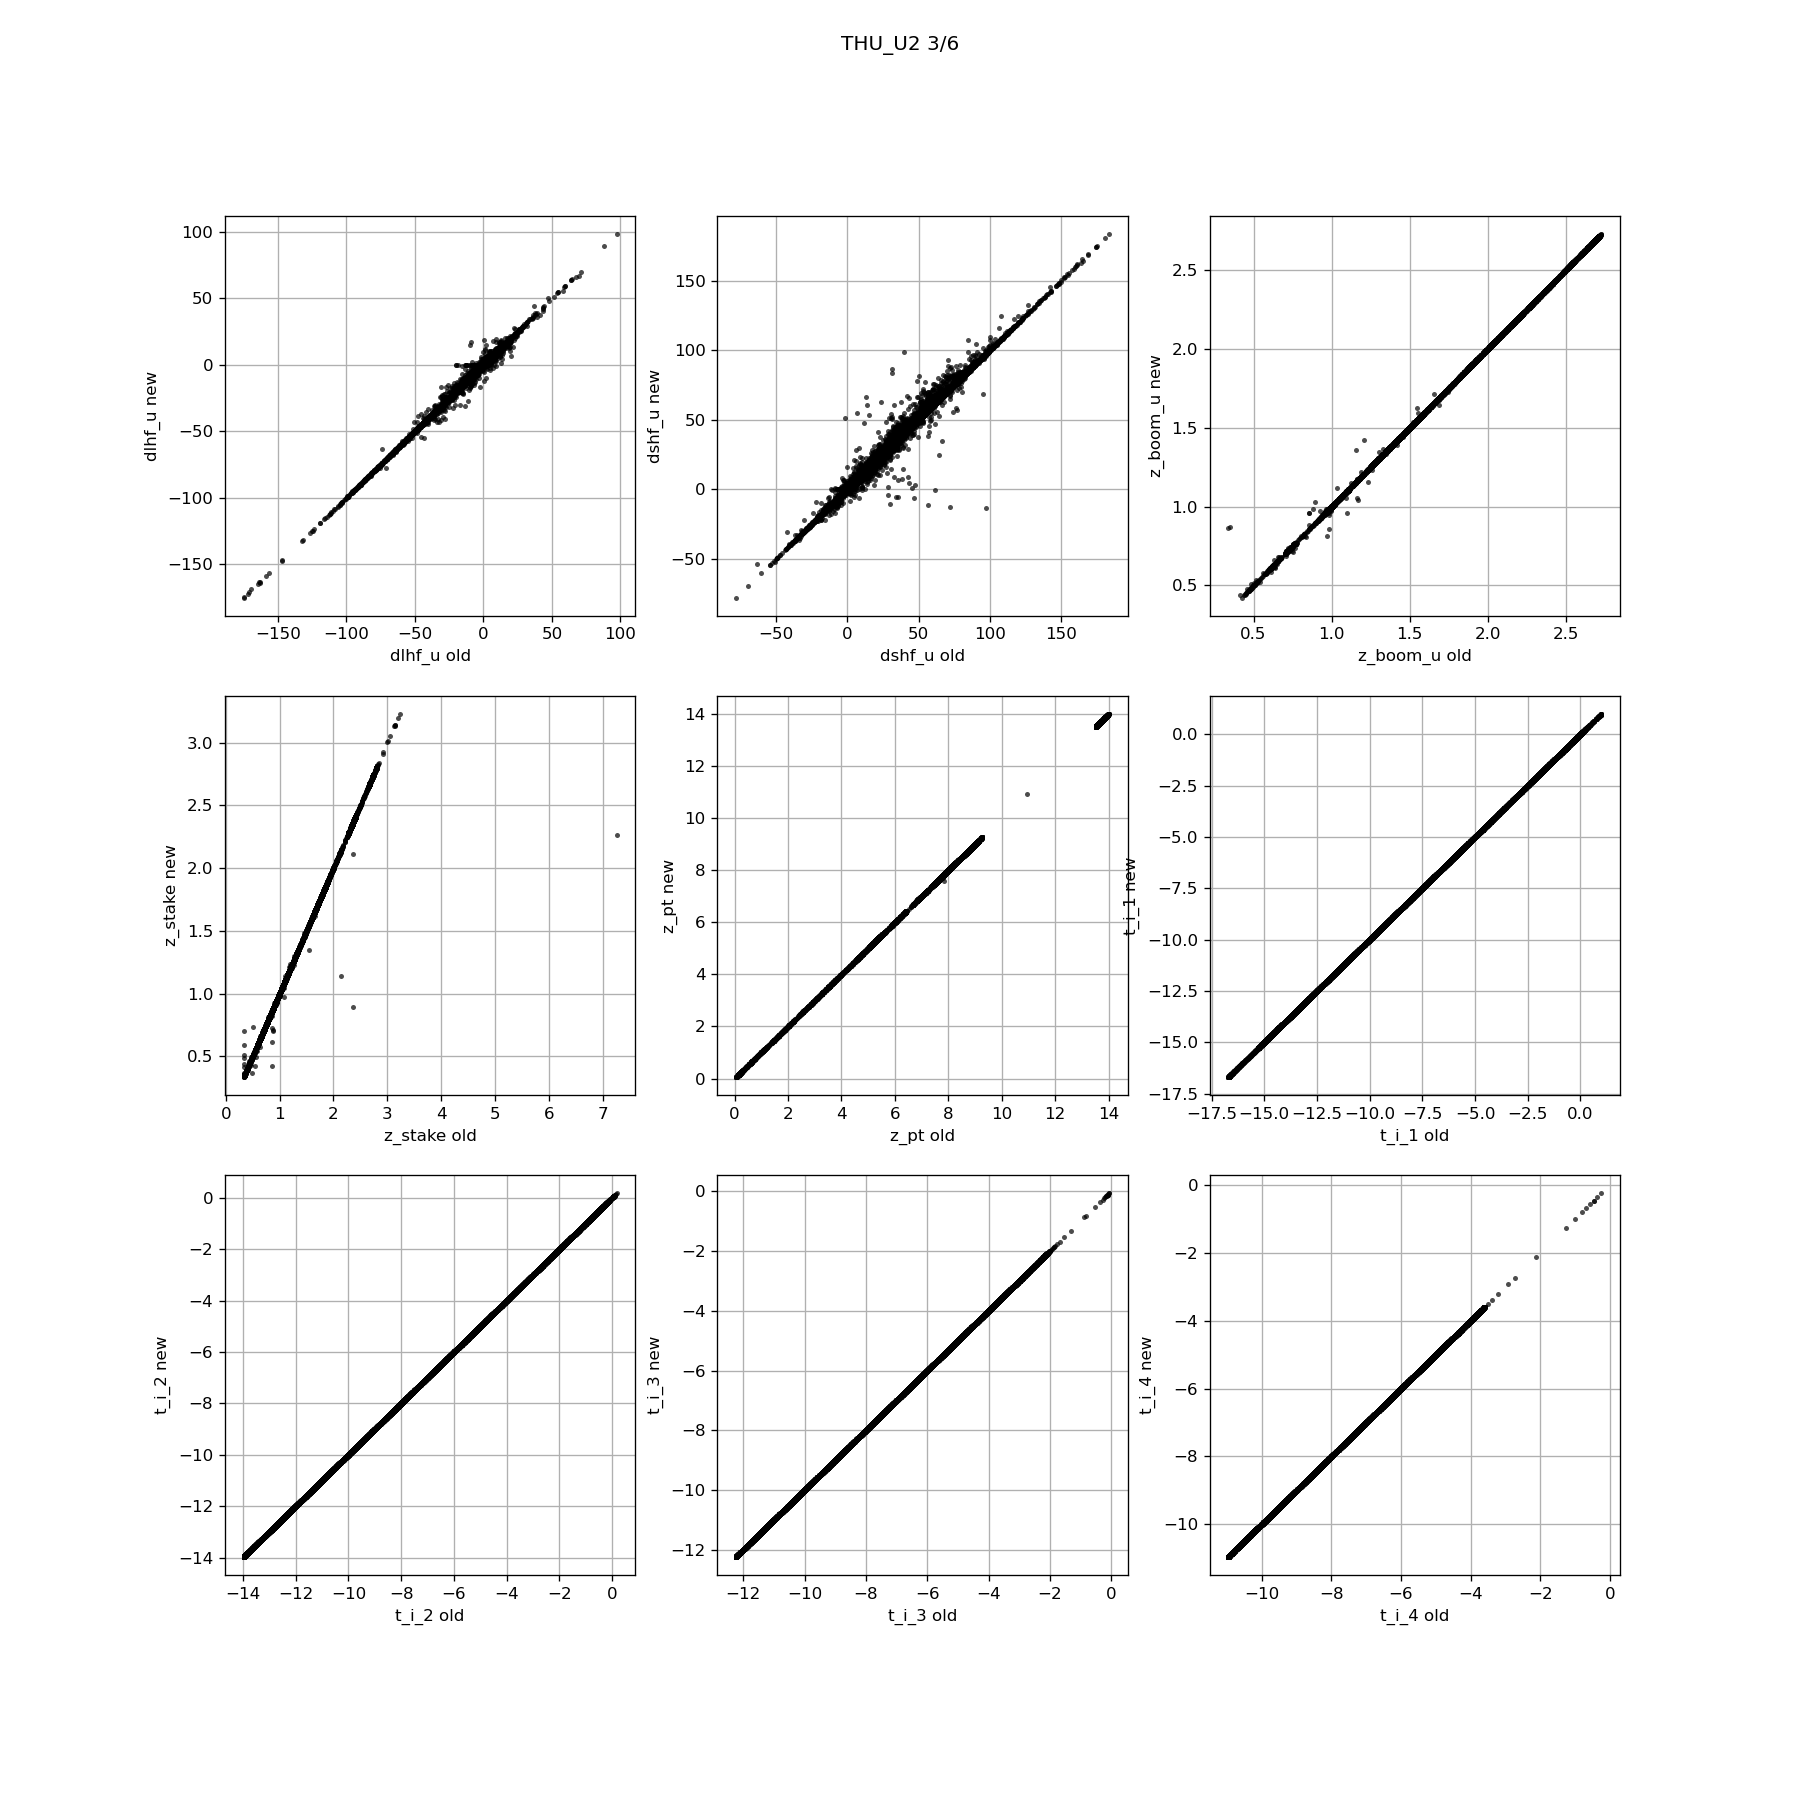 THU_U2 3/6
100
50
0
−50
−100
−150
dlhf_u new
−150 −100 −50 0 50 100
dlhf_u old
150
100
50
0
−50
dshf_u new
−50 0 50 100 150
dshf_u old
2.5
2.0
1.5
1.0
0.5
z_boom_u new
0.5 1.0 1.5 2.0 2.5
z_boom_u old
3.0
2.5
2.0
1.5
1.0
0.5
z_stake new
0 1 2 3 4 5 6 7
z_stake old
14
12
10
8
6
4
2
0
z_pt new
0 2 4 6 8 10 12 14
z_pt old
0.0
−2.5
−5.0
−7.5
−10.0
−12.5
−15.0
−17.5
t_i_1 new
−17.5 −15.0 −12.5 −10.0 −7.5 −5.0 −2.5 0.0
t_i_1 old
0
−2
−4
−6
−8
−10
−12
−14
t_i_2 new
−14 −12 −10 −8 −6 −4 −2 0
t_i_2 old
0
−2
−4
−6
−8
−10
−12
t_i_3 new
−12 −10 −8 −6 −4 −2 0
t_i_3 old
0
−2
−4
−6
−8
−10
t_i_4 new
−10 −8 −6 −4 −2 0
t_i_4 old